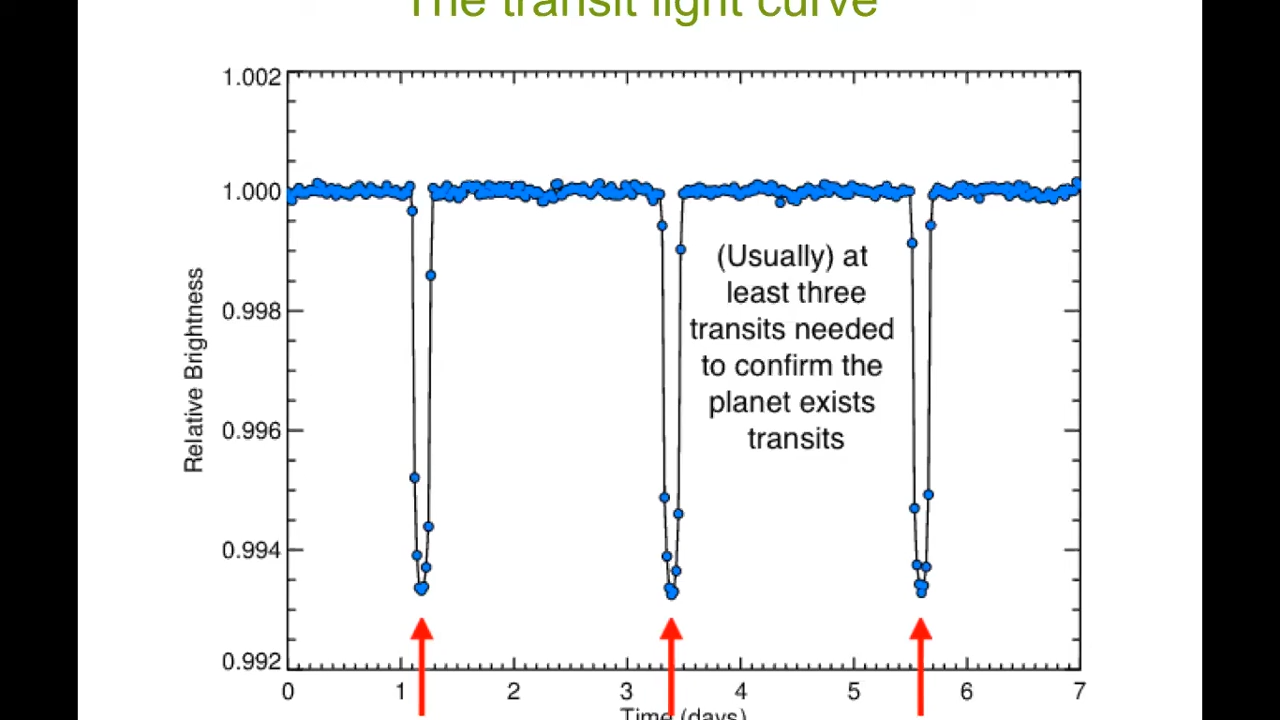 The transit light curve
1.002
1.000
0.998
0.996
0.994
0.992
Relative Brightness
(Usually) at
least three
transits needed
to confirm the
planet exists
transits
0 1 2 3 4 5 6 7
Time (days)